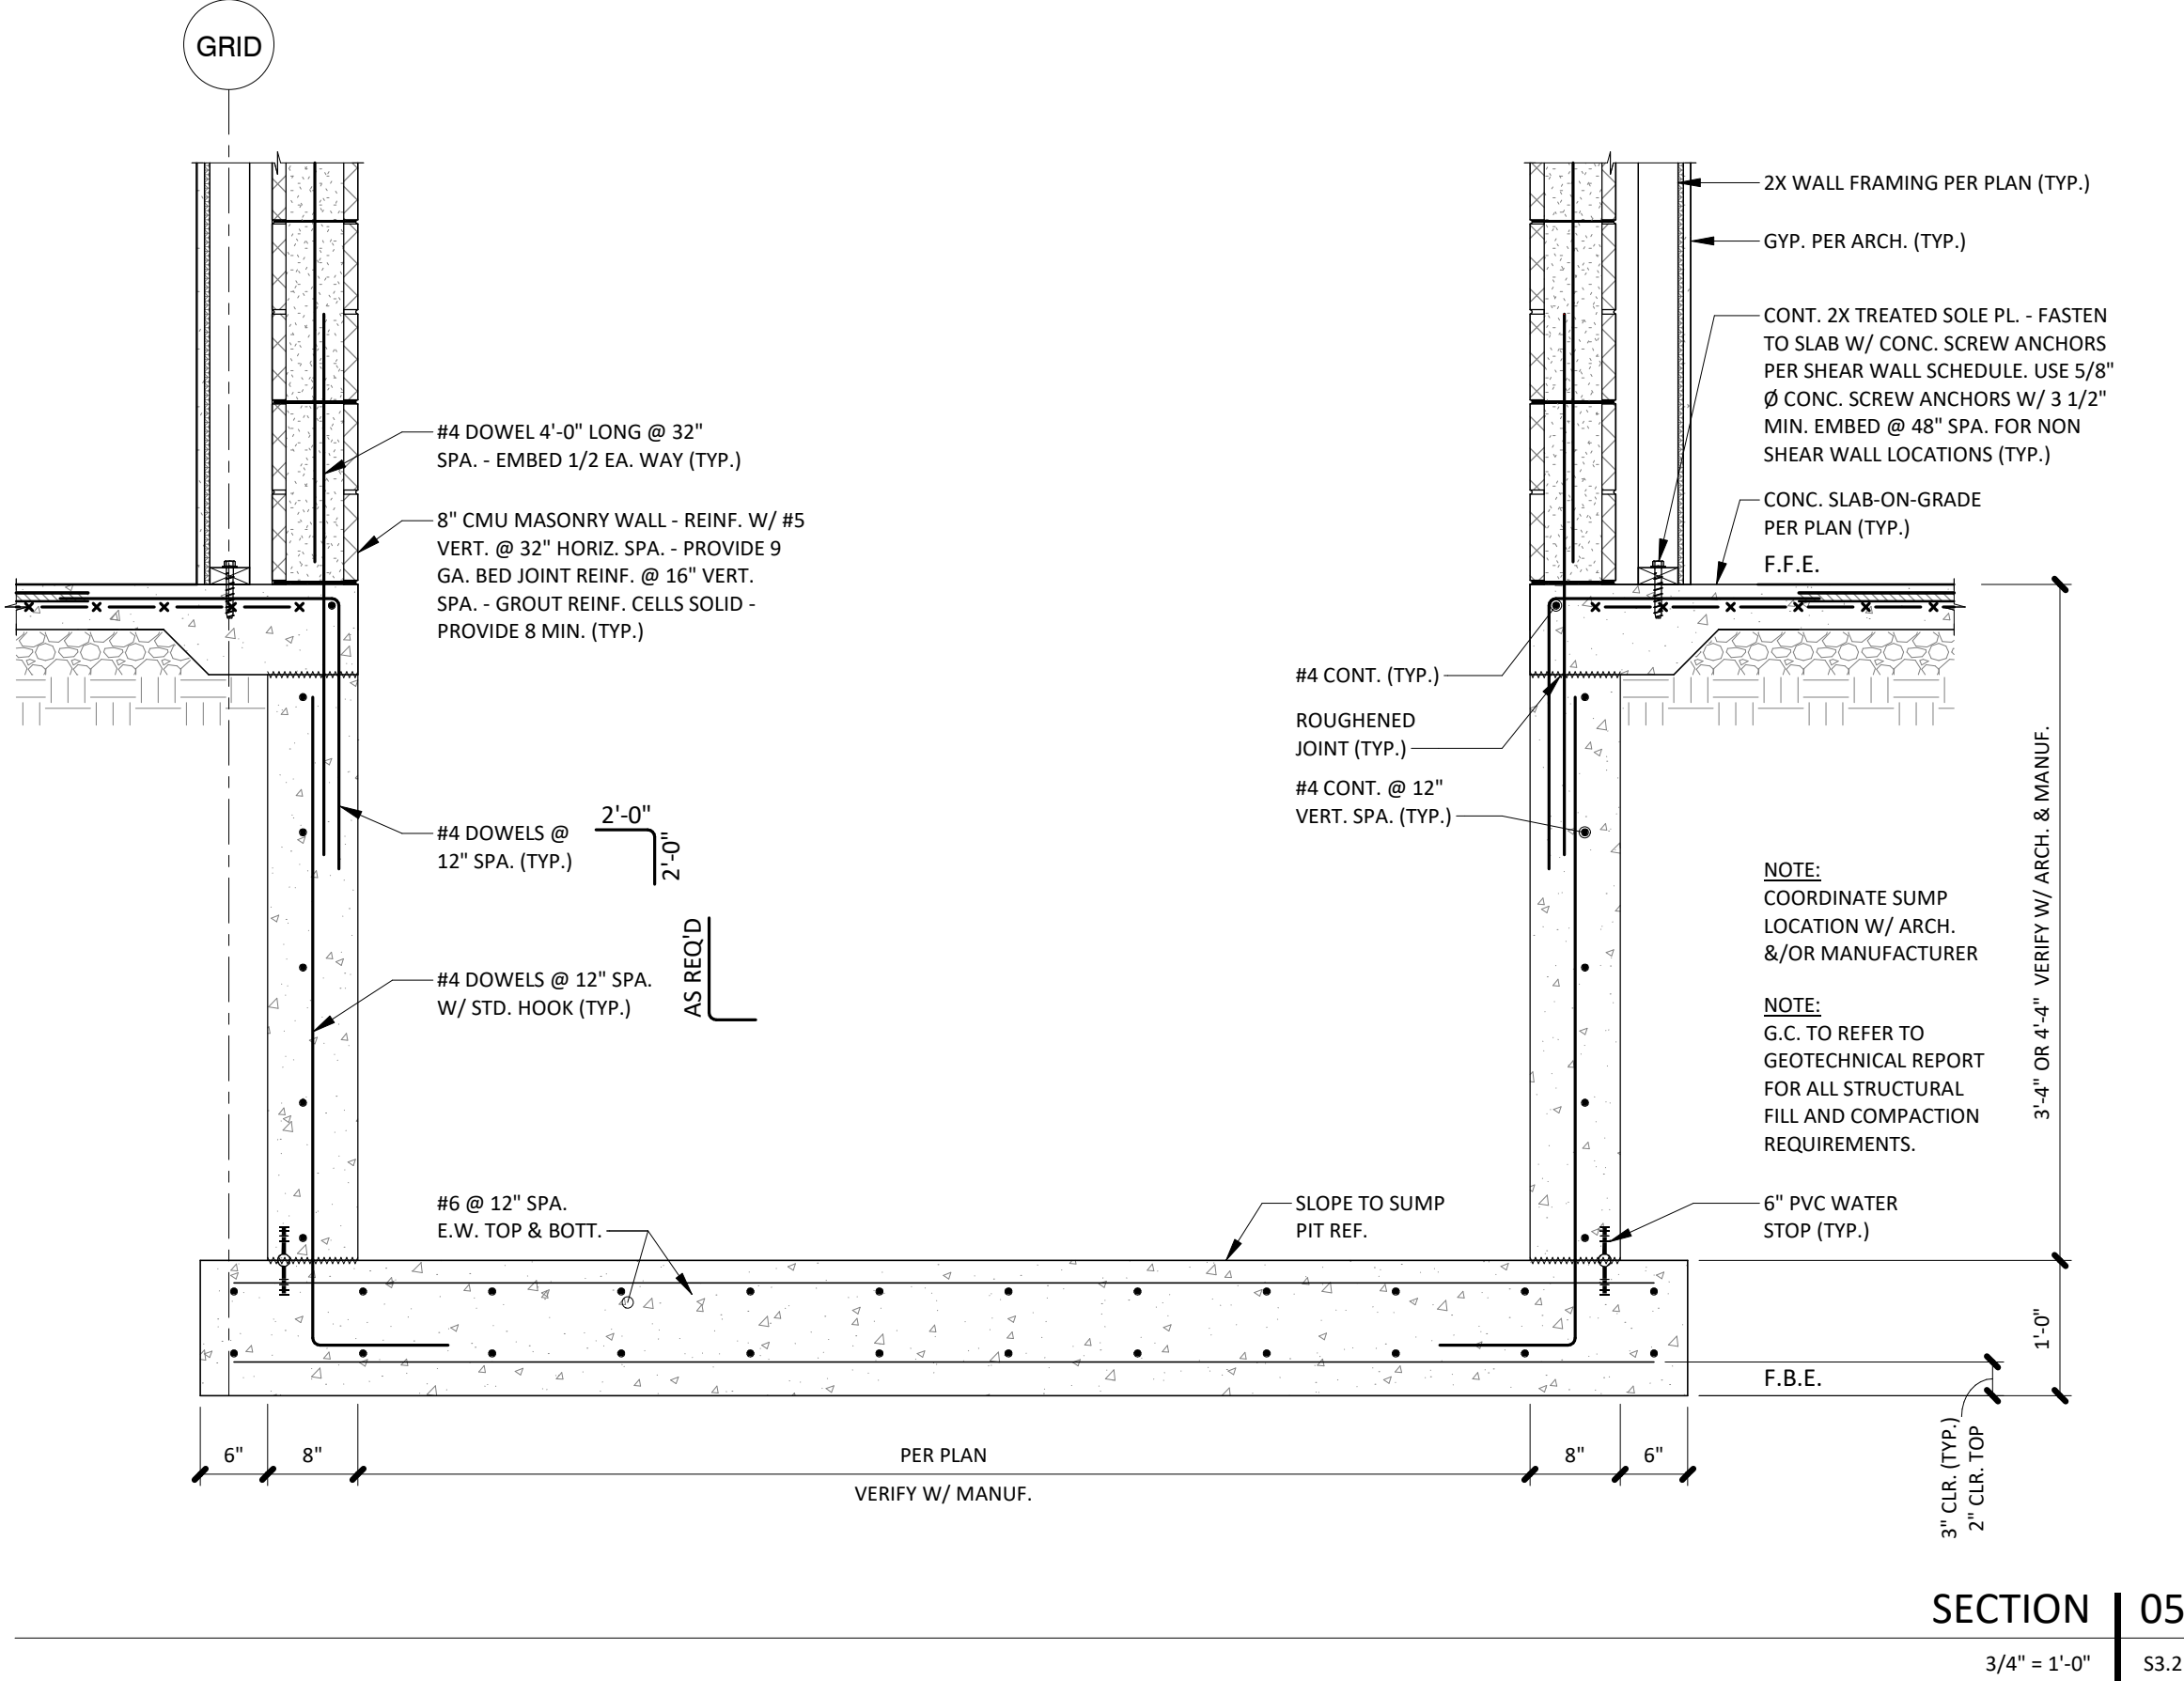 GRID
2X WALL FRAMING PER PLAN (TYP.)
GYP. PER ARCH. (TYP.)
CONT. 2X TREATED SOLE PL. - FASTEN
TO SLAB W/ CONC. SCREW ANCHORS
PER SHEAR WALL SCHEDULE. USE 5/8"
Ø CONC. SCREW ANCHORS W/ 3 1/2"
MIN. EMBED @ 48" SPA. FOR NON
SHEAR WALL LOCATIONS (TYP.)
CONC. SLAB-ON-GRADE
PER PLAN (TYP.)
F.F.E.
#4 DOWEL 4'-0" LONG @ 32"
SPA. - EMBED 1/2 EA. WAY (TYP.)
8" CMU MASONRY WALL - REINF. W/ #5
VERT. @ 32" HORIZ. SPA. - PROVIDE 9
GA. BED JOINT REINF. @ 16" VERT.
SPA. - GROUT REINF. CELLS SOLID -
PROVIDE 8 MIN. (TYP.)
#4 CONT. (TYP.)
ROUGHENED
JOINT (TYP.)
#4 CONT. @ 12"
VERT. SPA. (TYP.)
#4 DOWELS @
12" SPA. (TYP.)
2'-0"
2'-0"
#4 DOWELS @ 12" SPA.
W/ STD. HOOK (TYP.)
AS REQ'D
NOTE:
COORDINATE SUMP
LOCATION W/ ARCH.
&/OR MANUFACTURER
NOTE:
G.C. TO REFER TO
GEOTECHNICAL REPORT
FOR ALL STRUCTURAL
FILL AND COMPACTION
REQUIREMENTS.
3'-4" OR 4'-4" VERIFY W/ ARCH. & MANUF.
#6 @ 12" SPA.
E.W. TOP & BOTT.
SLOPE TO SUMP
PIT REF.
6" PVC WATER
STOP (TYP.)
1'-0"
F.B.E.
3" CLR. (TYP.)
2" CLR. TOP
6"
8"
PER PLAN
VERIFY W/ MANUF.
8"
6"
SECTION
05
3/4" = 1'-0"
S3.2